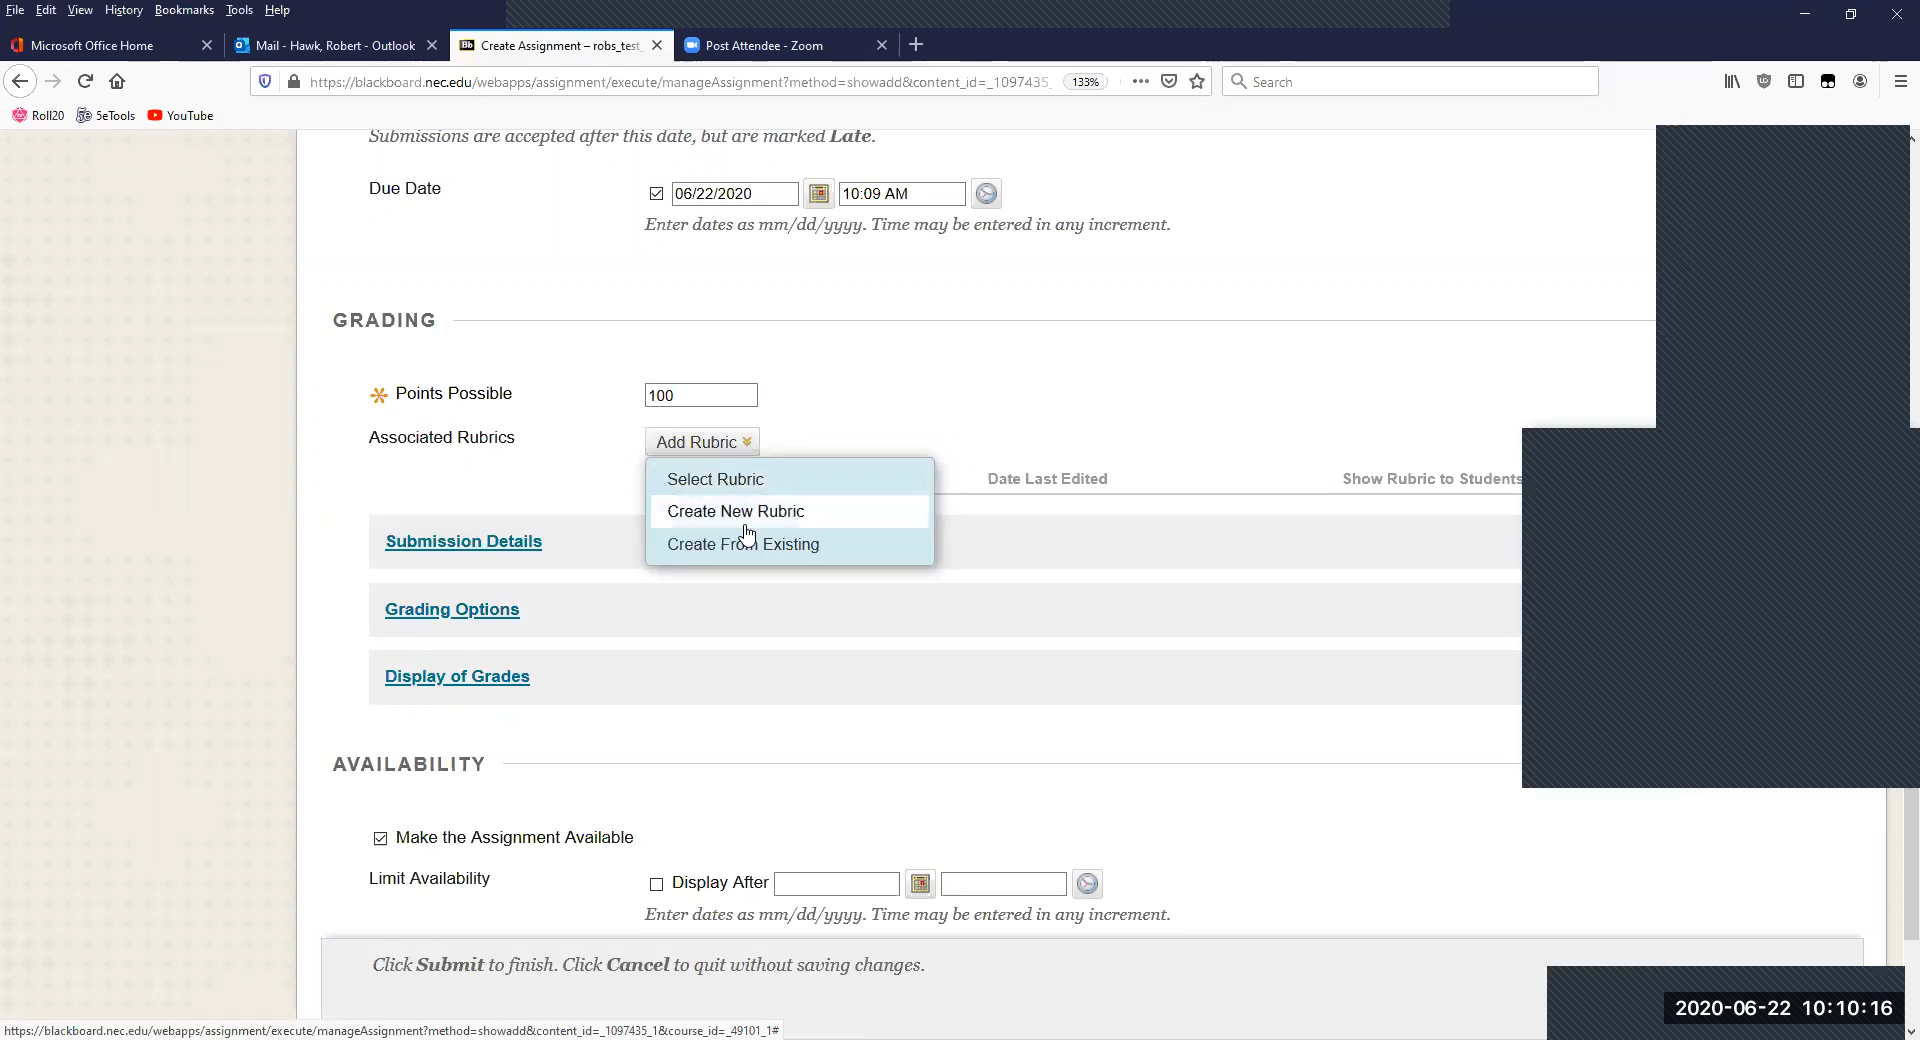 File Edit View History Bookmarks Tools Help
Microsoft Office Home
Mail - Hawk, Robert - Outlook
Create Assignment – robs_test_
Post Attendee - Zoom
https://blackboard.nec.edu/webapps/assignment/execute/manageAssignment?method=showadd&content_id=_1097435_
133%
Search
Roll20
5eTools
YouTube
Submissions are accepted after this date, but are marked Late.
Due Date
06/22/2020
10:09 AM
Enter dates as mm/dd/yyyy. Time may be entered in any increment.
GRADING
Points Possible
100
Associated Rubrics
Add Rubric
Select Rubric
Date Last Edited
Show Rubric to Students
Create New Rubric
Create From Existing
Submission Details
Grading Options
Display of Grades
AVAILABILITY
Make the Assignment Available
Limit Availability
Display After
Enter dates as mm/dd/yyyy. Time may be entered in any increment.
Click Submit to finish. Click Cancel to quit without saving changes.
2020-06-22 10:10:16
https://blackboard.nec.edu/webapps/assignment/execute/manageAssignment?method=showadd&content_id=_1097435_1&course_id=_49101_1#